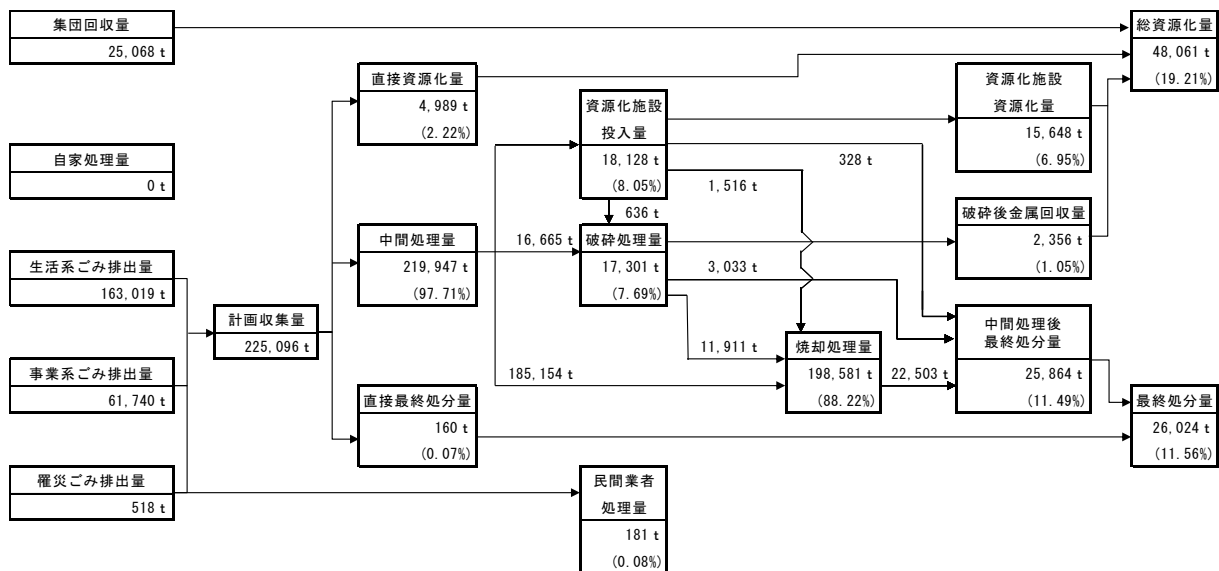 集団回収量
25,068 t
自家処理量
0 t
生活系ごみ排出量
163,019 t
事業系ごみ排出量
61,740 t
罹災ごみ排出量
518 t
計画収集量
225,096 t
直接資源化量
4,989 t
(2.22%)
中間処理量
219,947 t
(97.71%)
直接最終処分量
160 t
(0.07%)
16,665 t
185,154 t
資源化施設
投入量
18,128 t
(8.05%)
636 t
破砕処理量
17,301 t
(7.69%)
民間業者
処理量
181 t
(0.08%)
328 t
1,516 t
3,033 t
11,911 t
焼却処理量
198,581 t
(88.22%)
22,503 t
資源化施設
資源化量
15,648 t
(6.95%)
破砕後金属回収量
2,356 t
(1.05%)
中間処理後
最終処分量
25,864 t
(11.49%)
総資源化量
48,061 t
(19.21%)
最終処分量
26,024 t
(11.56%)